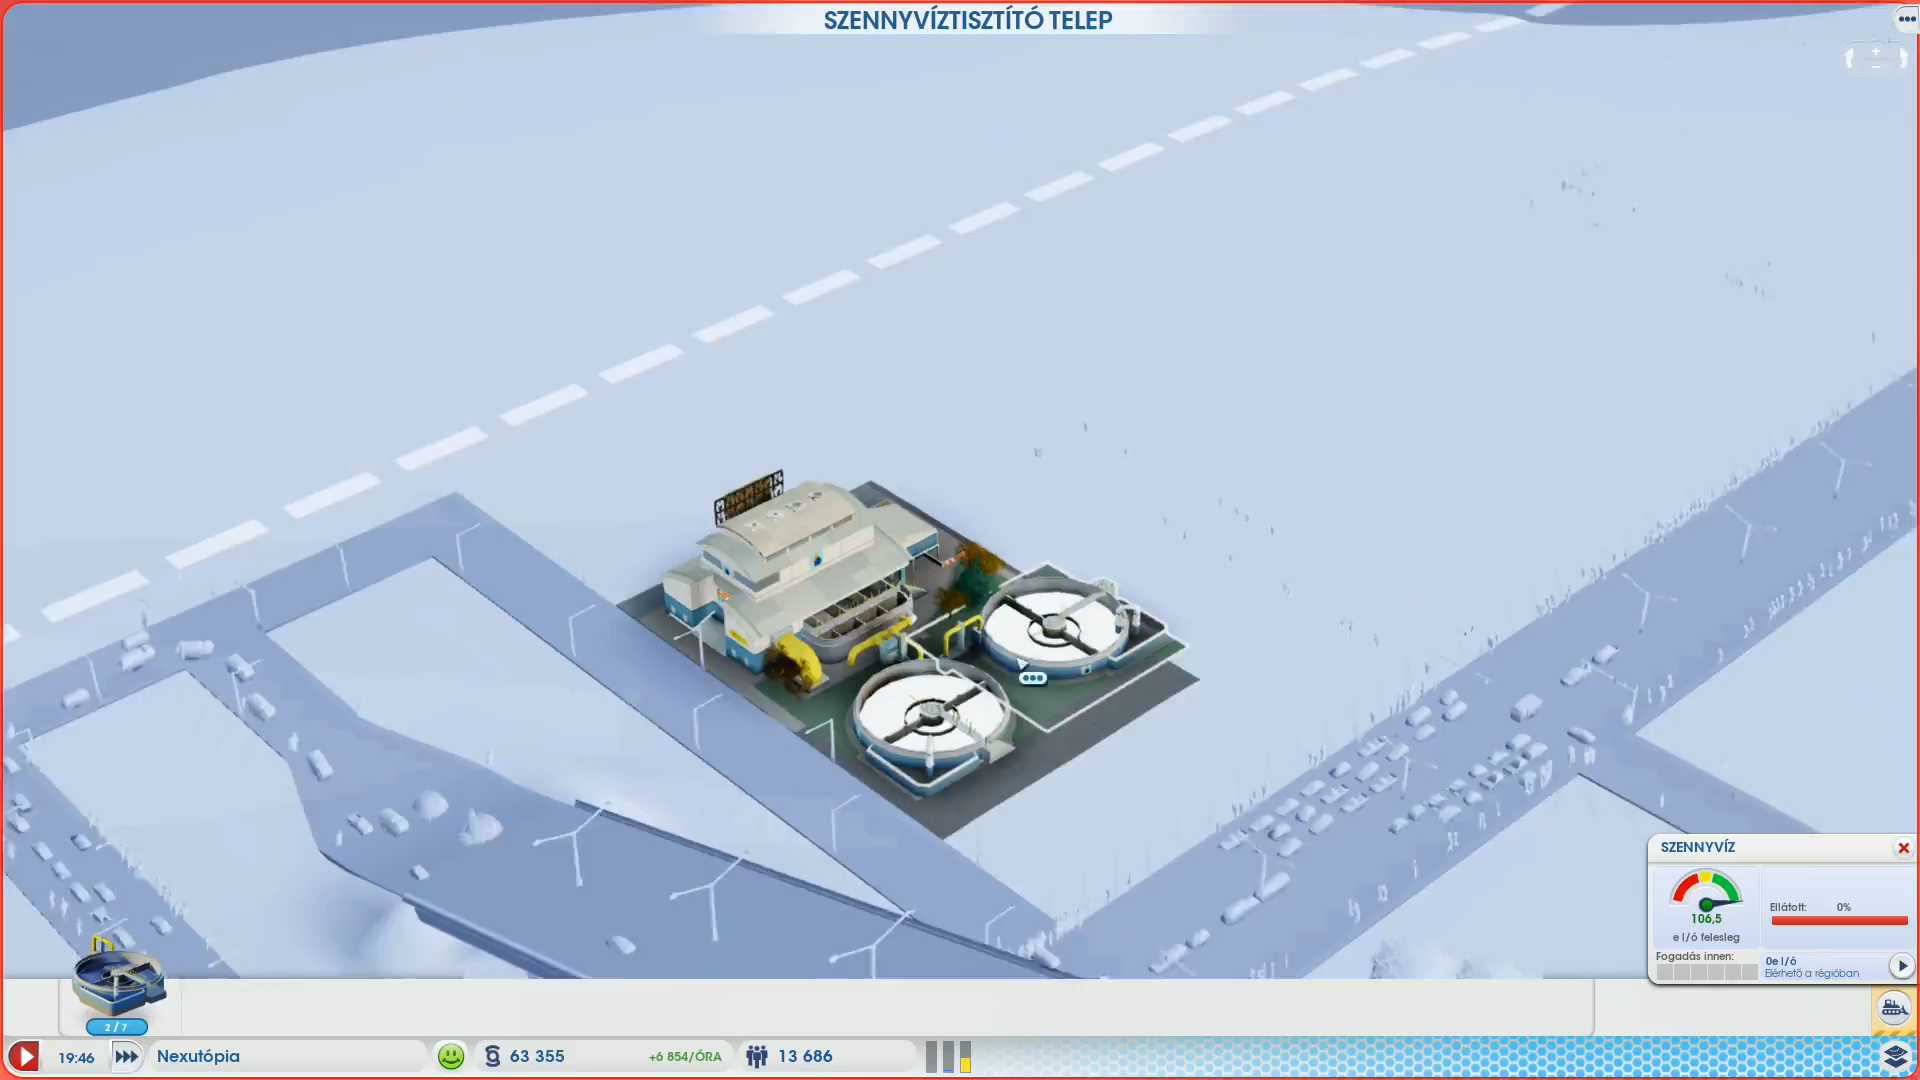 SZENNYVÍZTISZTÍTÓ TELEP
SZENNYVÍZ
106,5
e l/ó felesleg
Ellátott: 0%
Fogadás innen:
0e l/ó
Elérhető a régióban
2 / 7
19:46
Nexutópia
63 355
+6 854/ÓRA
13 686